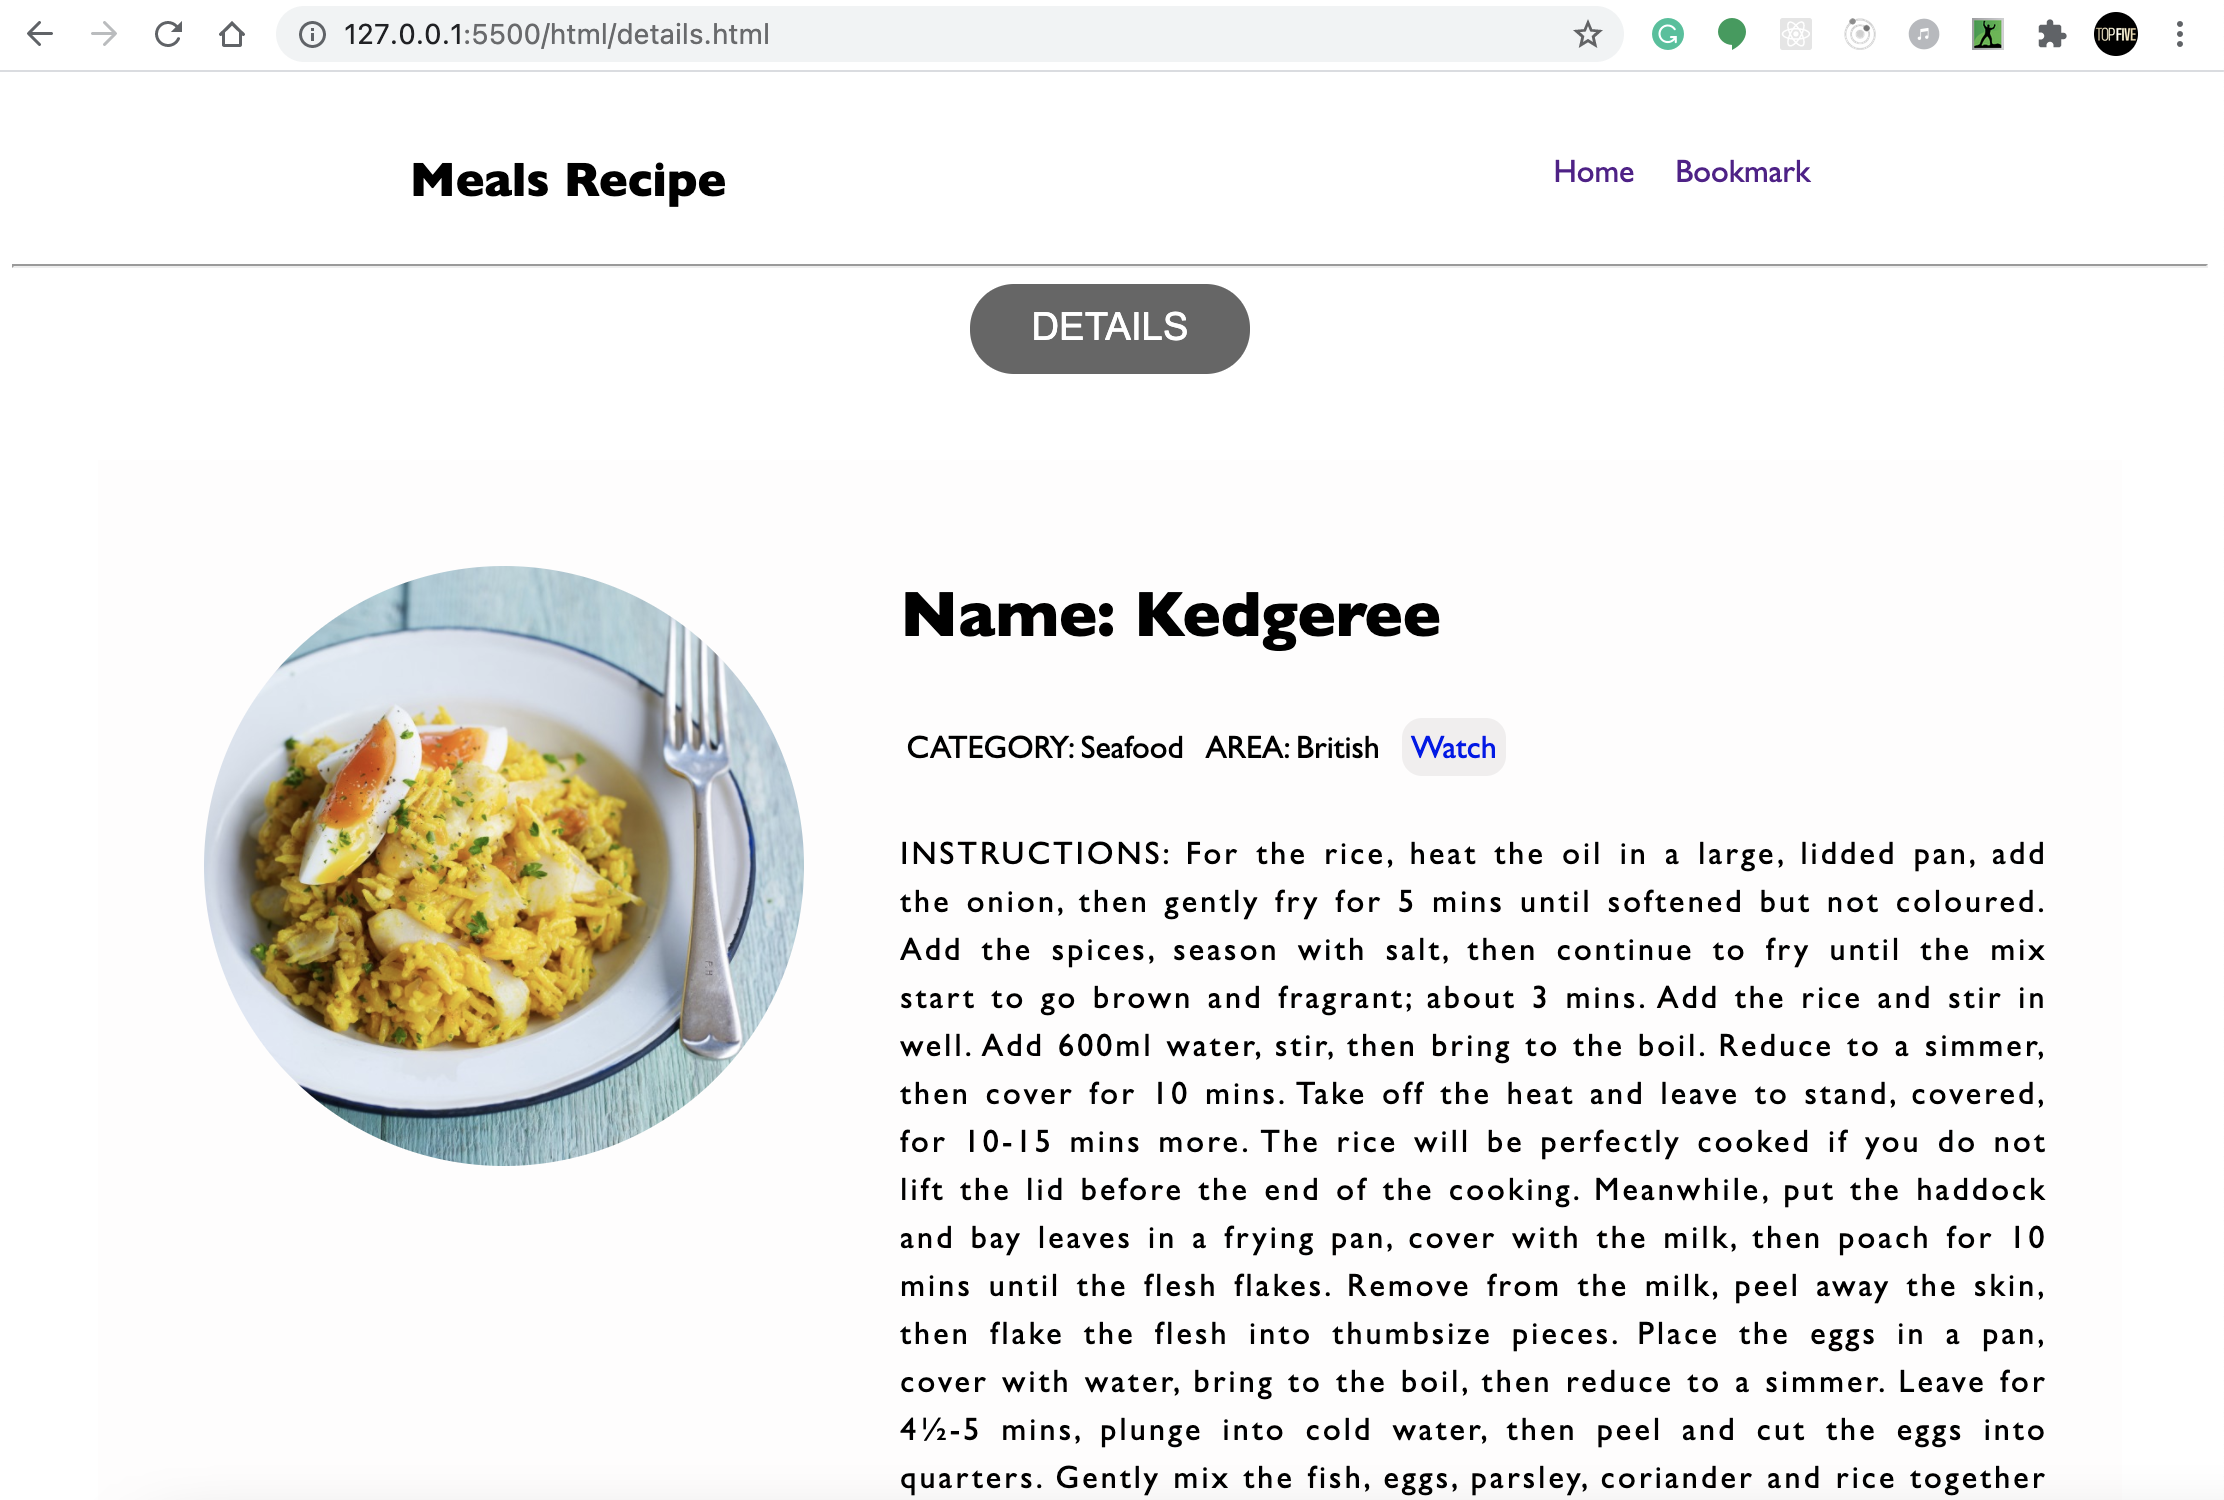 127.0.0.1:5500/html/details.html
TOPFIVE
Meals Recipe
Home Bookmark
DETAILS
Name: Kedgeree
CATEGORY: Seafood AREA: British Watch
INSTRUCTIONS: For the rice, heat the oil in a large, lidded pan, add
the onion, then gently fry for 5 mins until softened but not coloured.
Add the spices, season with salt, then continue to fry until the mix
start to go brown and fragrant; about 3 mins. Add the rice and stir in
well. Add 600ml water, stir, then bring to the boil. Reduce to a simmer,
then cover for 10 mins. Take off the heat and leave to stand, covered,
for 10-15 mins more. The rice will be perfectly cooked if you do not
lift the lid before the end of the cooking. Meanwhile, put the haddock
and bay leaves in a frying pan, cover with the milk, then poach for 10
mins until the flesh flakes. Remove from the milk, peel away the skin,
then flake the flesh into thumbsize pieces. Place the eggs in a pan,
cover with water, bring to the boil, then reduce to a simmer. Leave for
4½-5 mins, plunge into cold water, then peel and cut the eggs into
quarters. Gently mix the fish, eggs, parsley, coriander and rice together